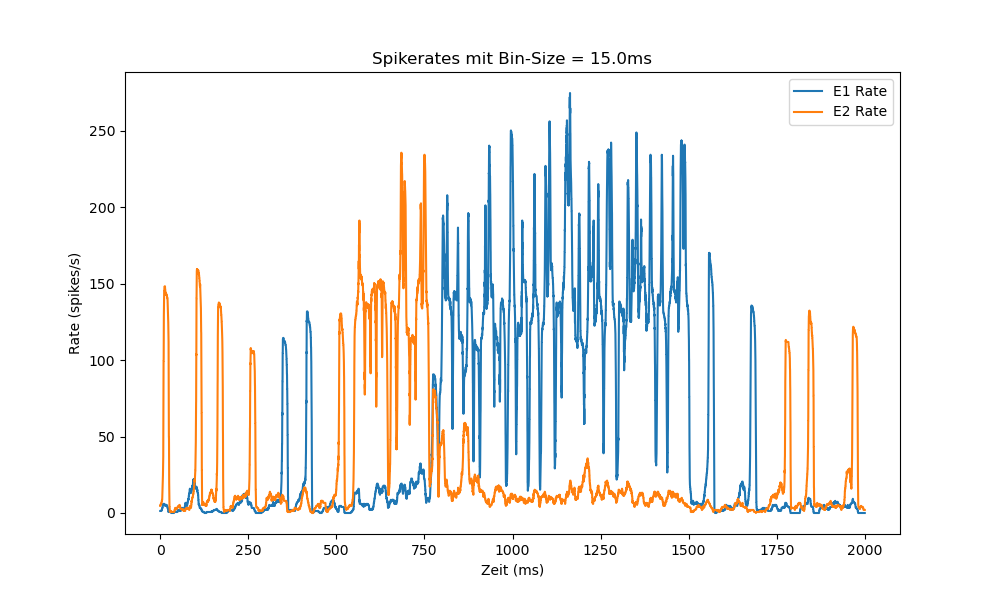 Spikerates mit Bin-Size = 15.0ms
E1 Rate
E2 Rate
Rate (spikes/s)
250
200
150
100
50
0
0 250 500 750 1000 1250 1500 1750 2000
Zeit (ms)